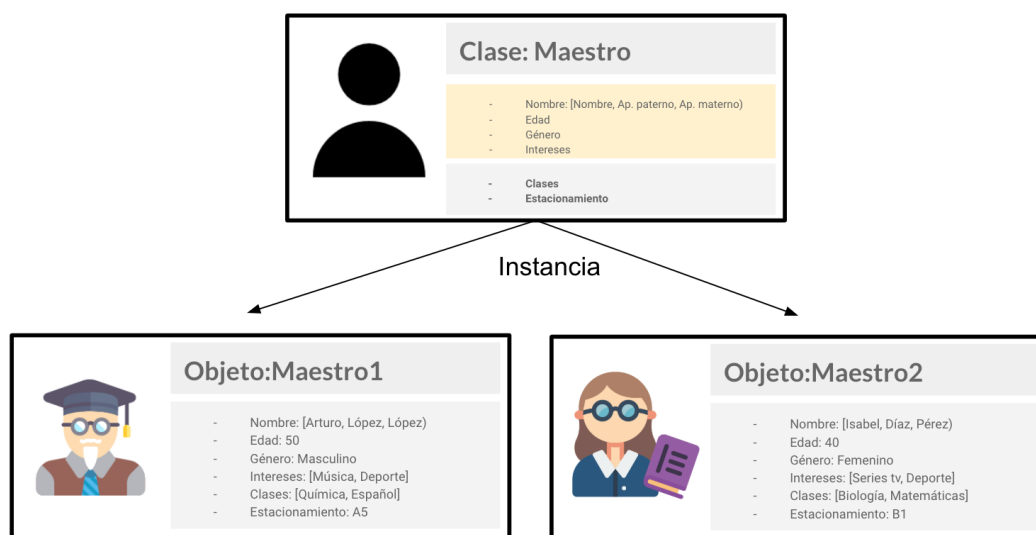 Clase: Maestro
- Nombre: [Nombre, Ap. paterno, Ap. materno)
- Edad
- Género
- Intereses
- Clases
- Estacionamiento
Instancia
Objeto:Maestro1
- Nombre: [Arturo, López, López)
- Edad: 50
- Género: Masculino
- Intereses: [Música, Deporte]
- Clases: [Química, Español]
- Estacionamiento: A5
Objeto:Maestro2
- Nombre: [Isabel, Díaz, Pérez)
- Edad: 40
- Género: Femenino
- Intereses: [Series tv, Deporte]
- Clases: [Biología, Matemáticas]
- Estacionamiento: B1